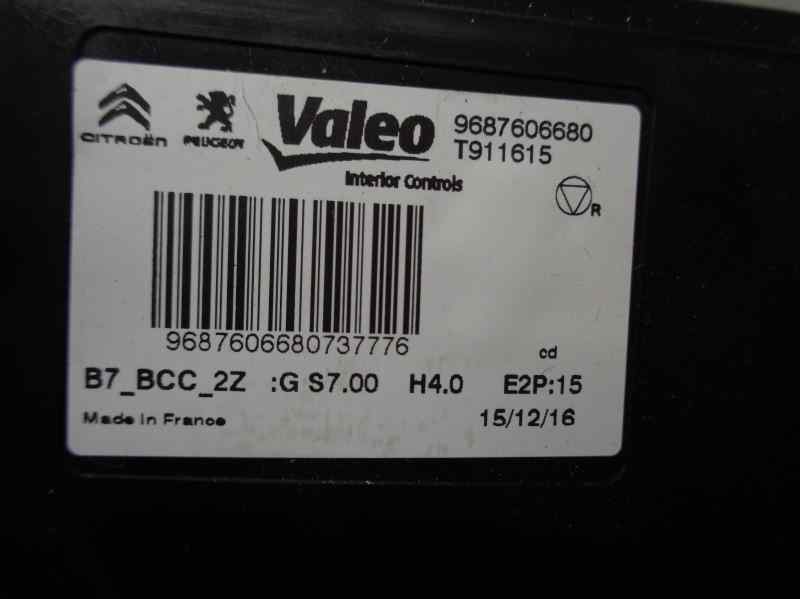 CITROËN PEUGEOT Valeo 9687606680
T911615
Interior Controls
R
9687606680737776
cd
B7_BCC_2Z :G S7.00 H4.0 E2P:15
Made in France 15/12/16